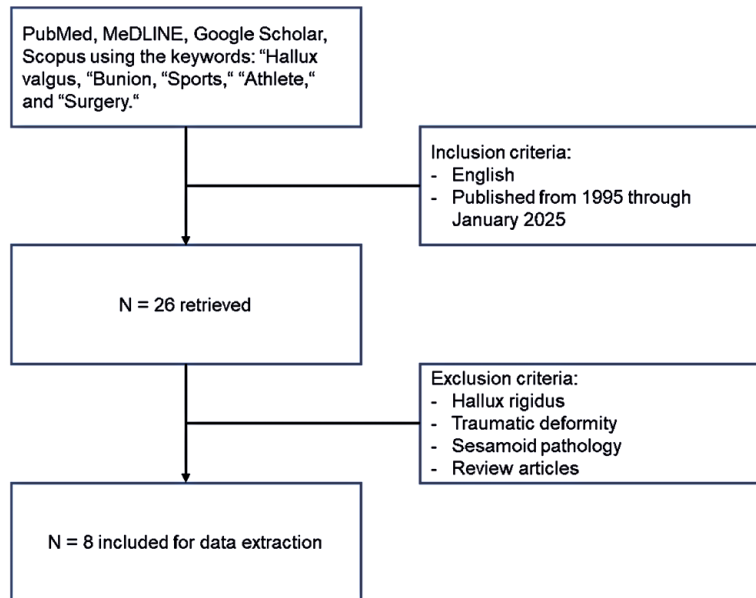 PubMed, MeDLINE, Google Scholar,
Scopus using the keywords: “Hallux
valgus, “Bunion, “Sports,“ “Athlete,“
and “Surgery.“
Inclusion criteria:
- English
- Published from 1995 through
January 2025
N = 26 retrieved
Exclusion criteria:
- Hallux rigidus
- Traumatic deformity
- Sesamoid pathology
- Review articles
N = 8 included for data extraction